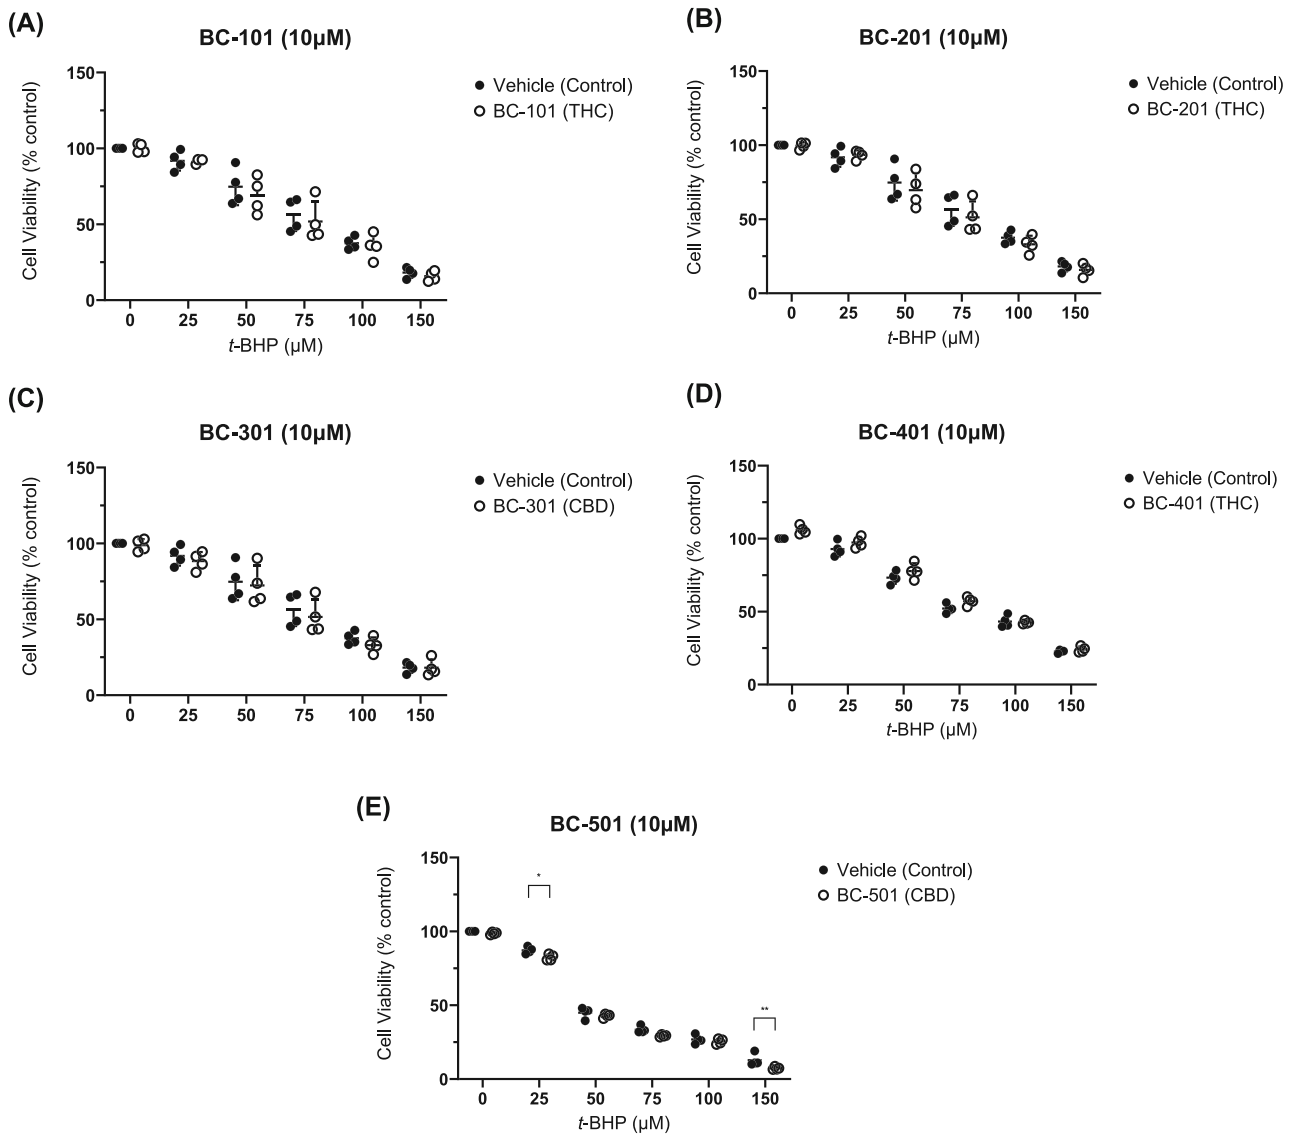 (A)
BC-101 (10µM)
Cell Viability (% control)
150
100
50
0
0 25 50 75 100 150
t-BHP (µM)
Vehicle (Control)
BC-101 (THC)
(B)
BC-201 (10µM)
Cell Viability (% control)
150
100
50
0
0 25 50 75 100 150
t-BHP (µM)
Vehicle (Control)
BC-201 (THC)
(C)
BC-301 (10µM)
Cell Viability (% control)
150
100
50
0
0 25 50 75 100 150
t-BHP (µM)
Vehicle (Control)
BC-301 (CBD)
(D)
BC-401 (10µM)
Cell Viability (% control)
150
100
50
0
0 25 50 75 100 150
t-BHP (µM)
Vehicle (Control)
BC-401 (THC)
(E)
BC-501 (10µM)
Cell Viability (% control)
150
100
50
0
*
**
0 25 50 75 100 150
t-BHP (µM)
Vehicle (Control)
BC-501 (CBD)